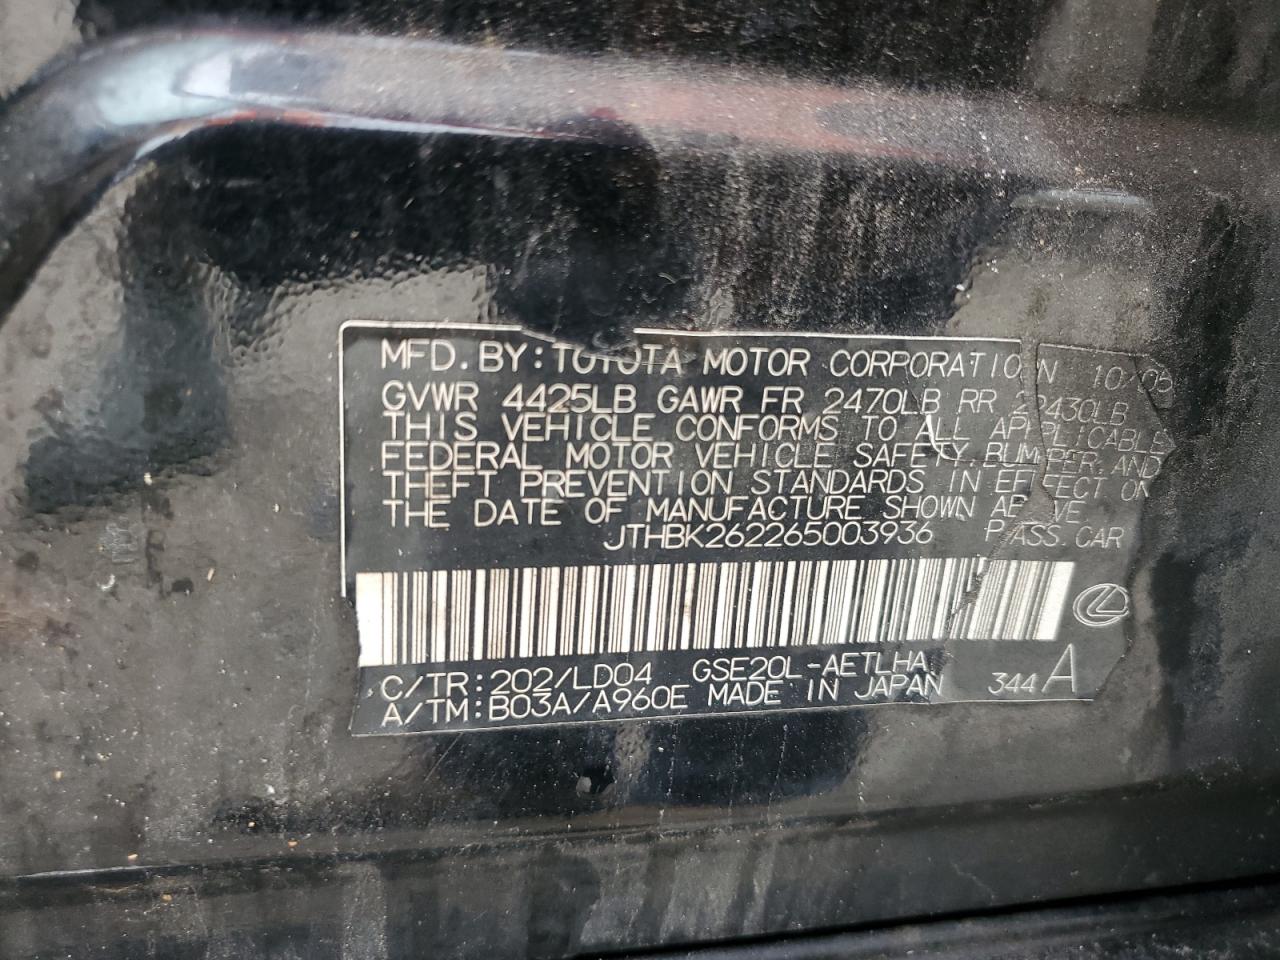 MFD. BY: TOYOTA MOTOR CORPORATION 10/05
GVWR 4425LB GAWR FR 2470LB RR 2430LB
THIS VEHICLE CONFORMS TO ALL APPLICABLE
FEDERAL MOTOR VEHICLE SAFETY, BUMPER, AND
THEFT PREVENTION STANDARDS IN EFFECT ON
THE DATE OF MANUFACTURE SHOWN ABOVE
JTHBK262265003936 PASS. CAR
C/TR: 202/LD04 GSE20L-AETLHA
A/TM: B03A/A960E MADE IN JAPAN 344 A